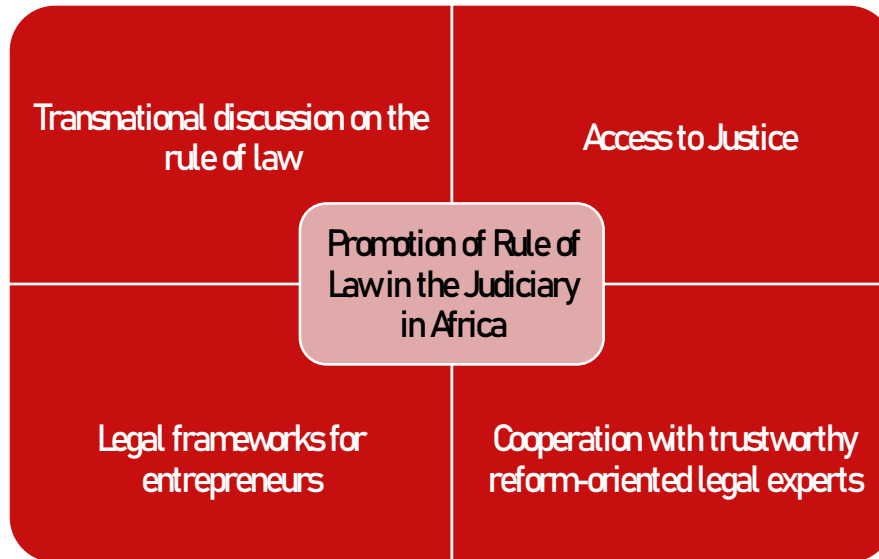 Transnational discussion on the
rule of law
Access to Justice
Promotion of Rule of
Law in the Judiciary
in Africa
Legal frameworks for
entrepreneurs
Cooperation with trustworthy
reform-oriented legal experts